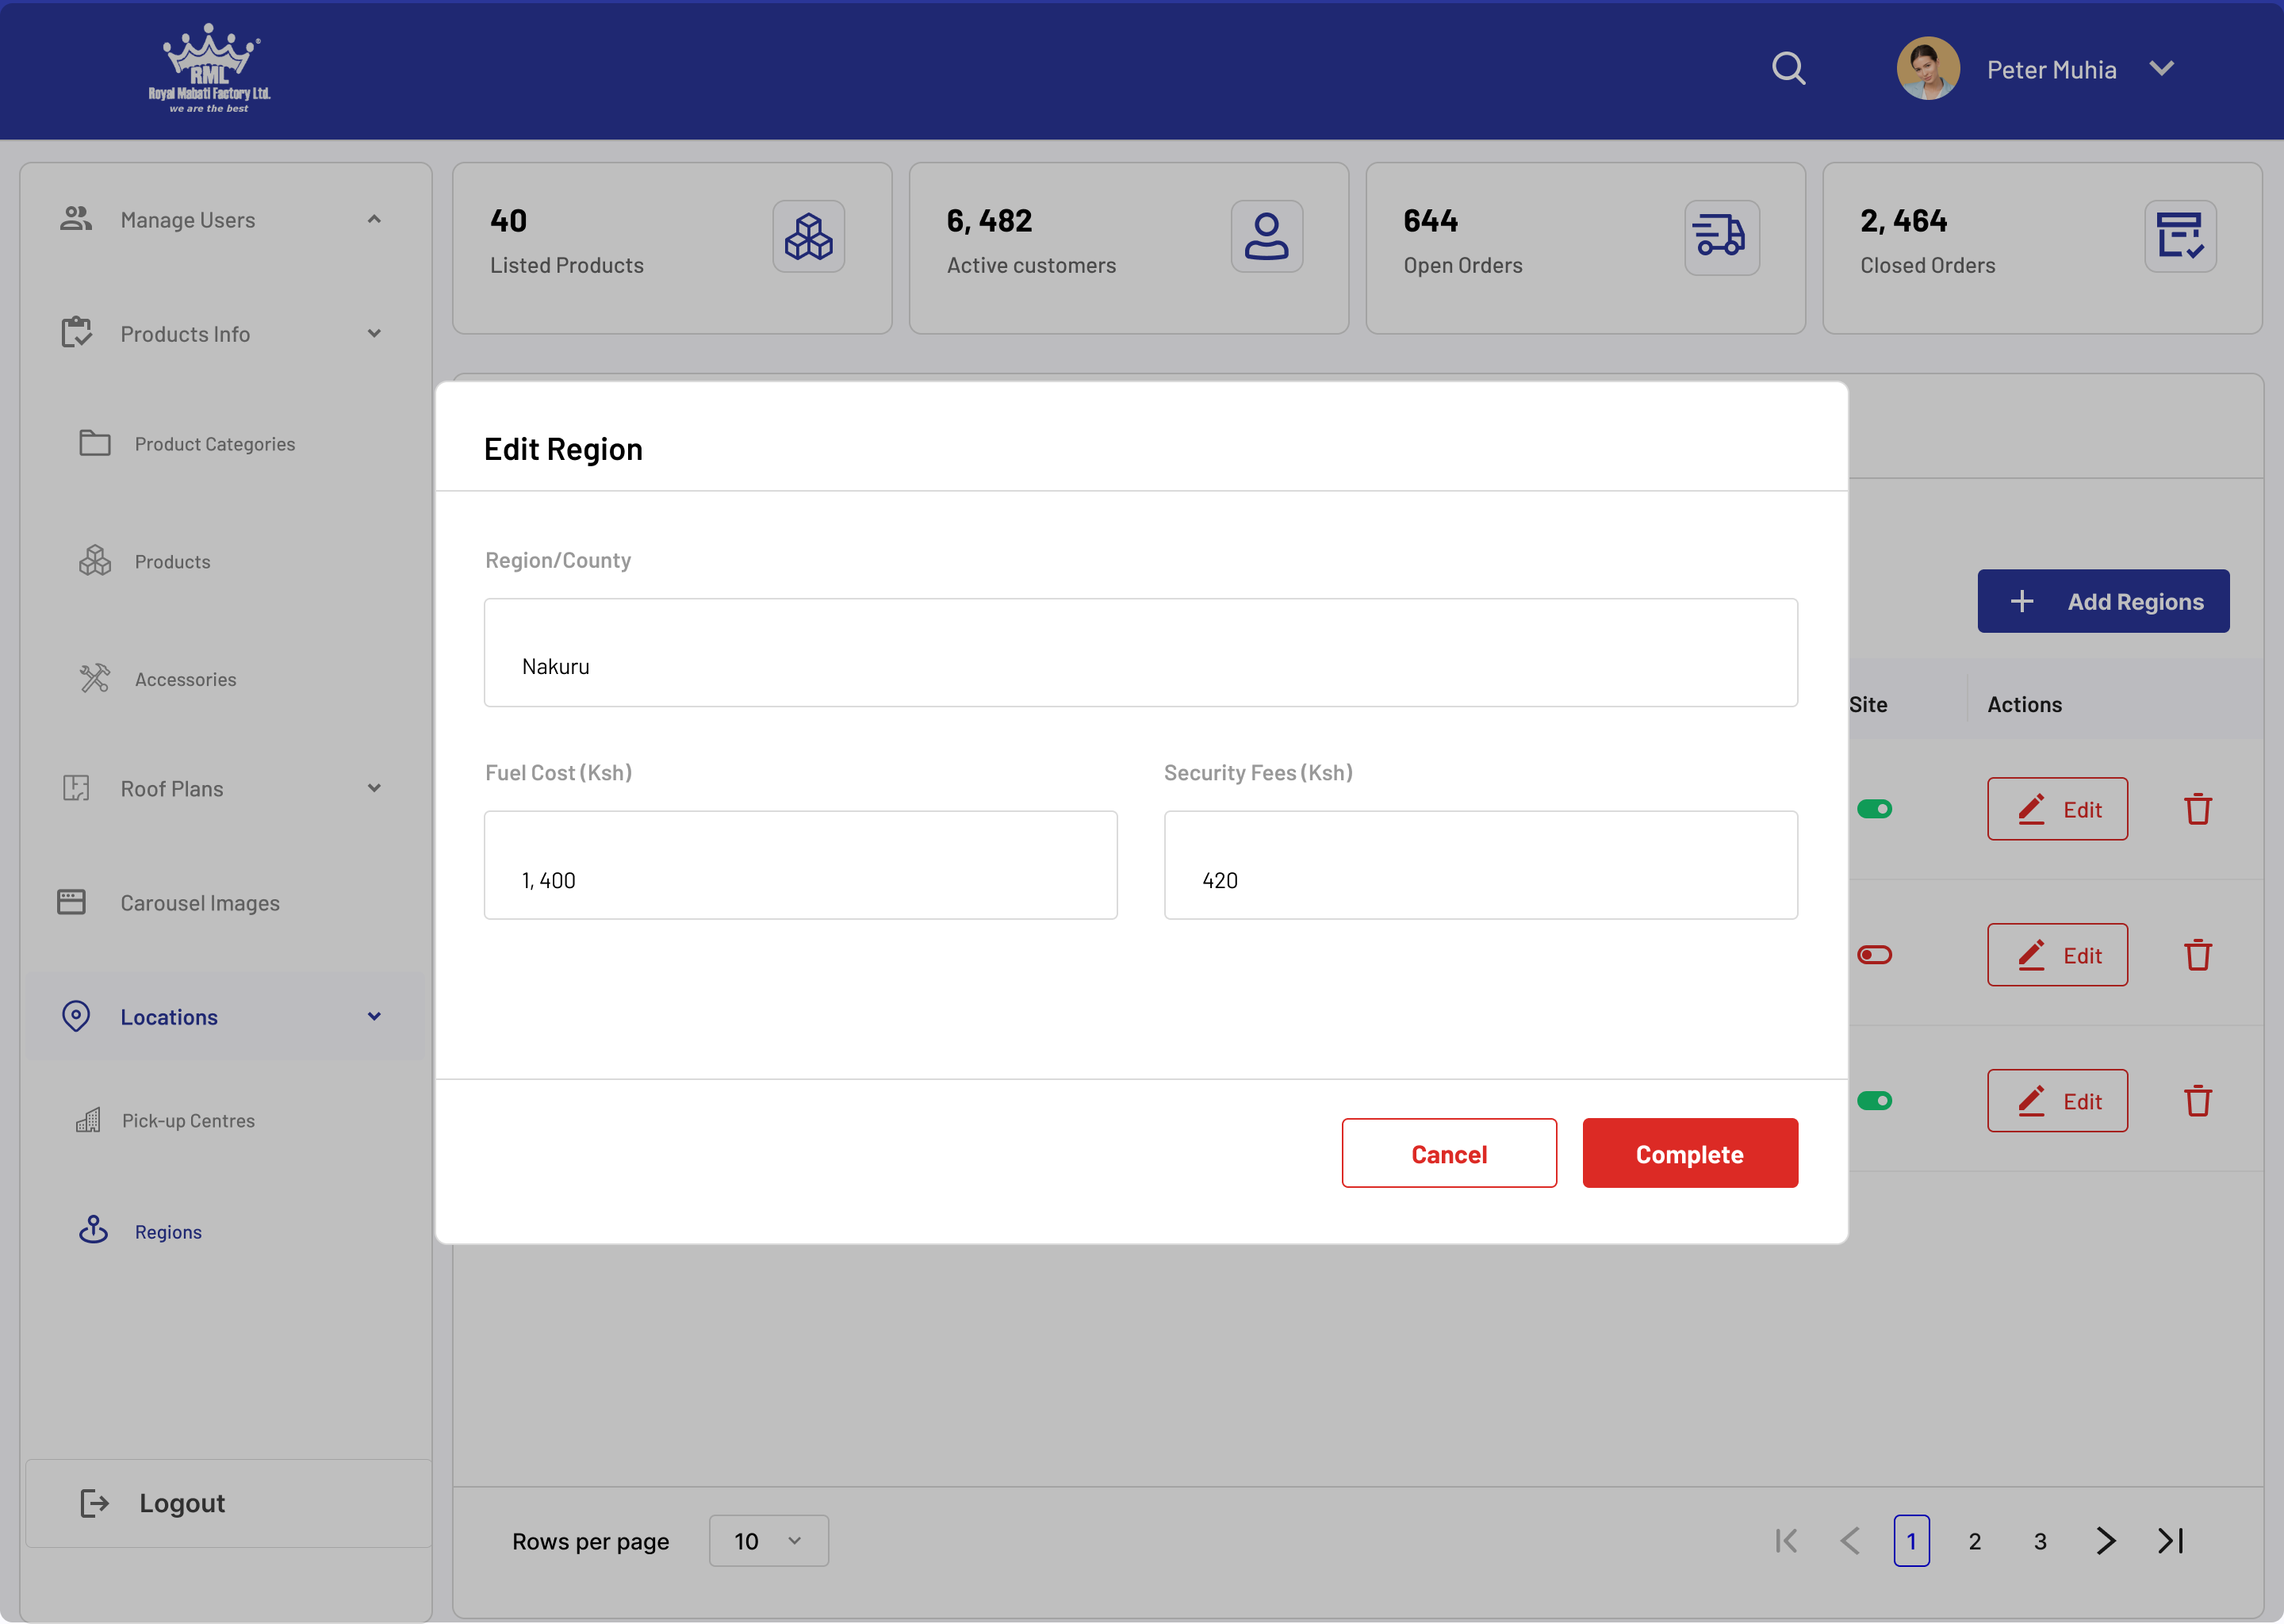 RML
Royal Mabati Factory Ltd.
we are the best
Peter Muhia
Manage Users
Products Info
Product Categories
Products
Accessories
Roof Plans
Carousel Images
Locations
Pick-up Centres
Regions
Logout
40
Listed Products
6, 482
Active customers
644
Open Orders
2, 464
Closed Orders
Add Regions
Site
Actions
Edit
Edit
Edit
Edit Region
Region/County
Nakuru
Fuel Cost (Ksh)
Security Fees (Ksh)
1, 400
420
Cancel
Complete
Rows per page
10
1
2
3